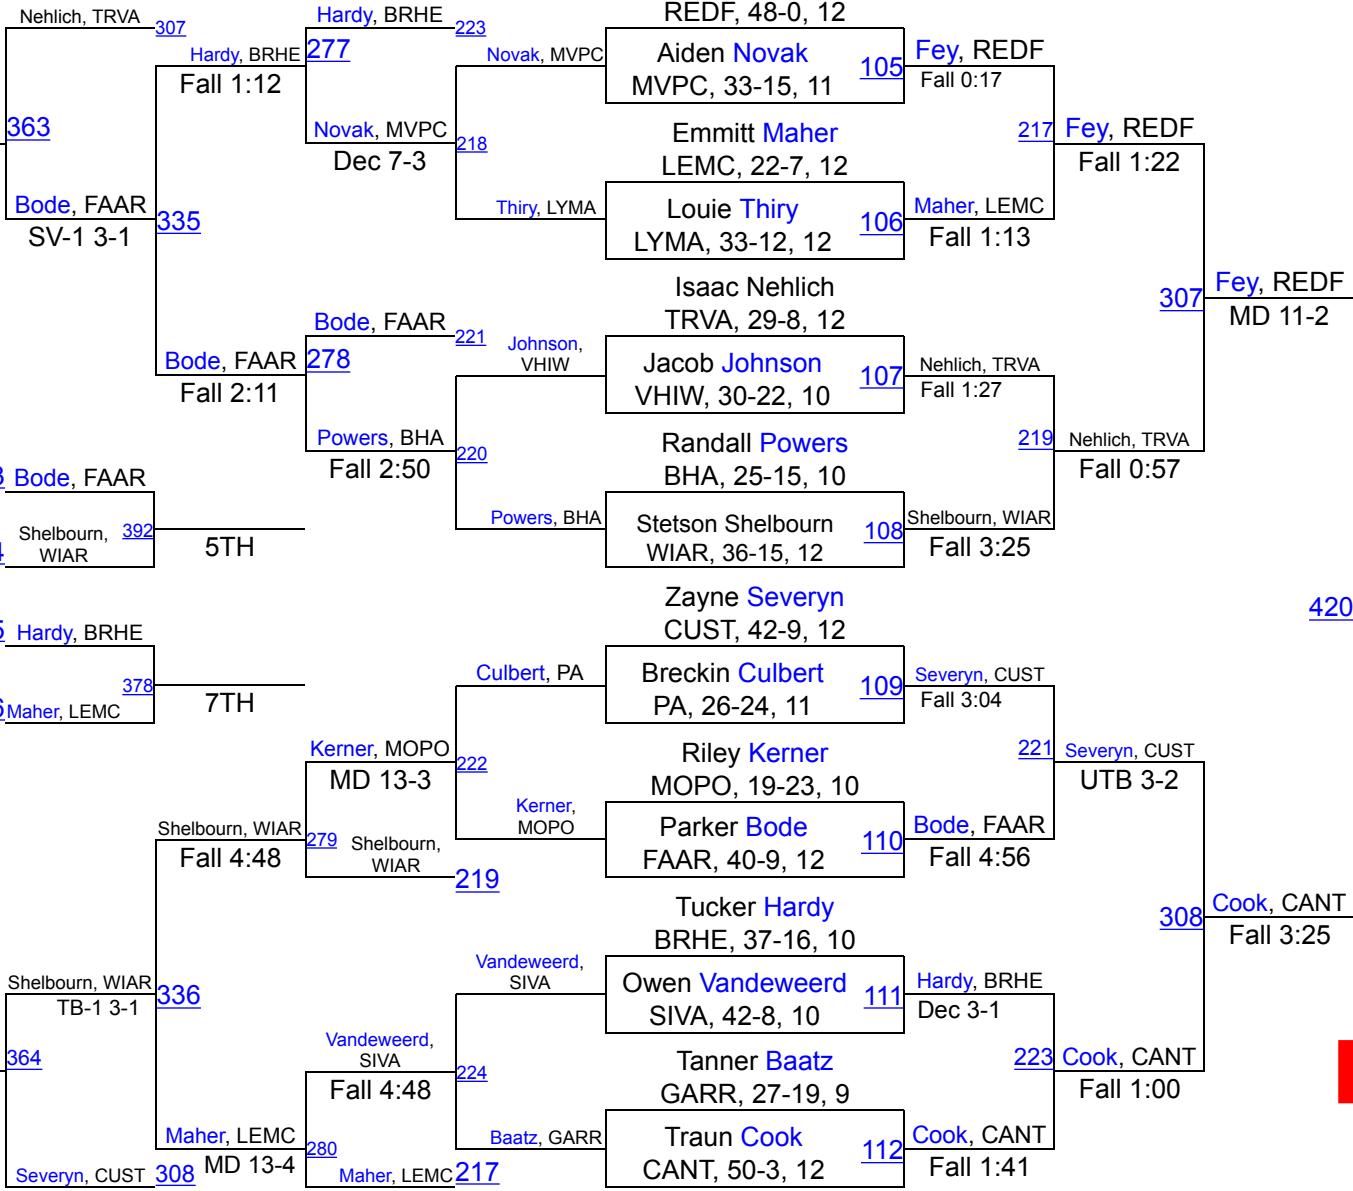 Nehlich, TRVA
307
Hardy, BRHE
223
REDF, 48-0, 12
Hardy, BRHE
277
Fall 1:12
Novak, MVPC
Aiden Novak
MVPC, 33-15, 11
105
Fey, REDF
Fall 0:17
363
Novak, MVPC
218
Dec 7-3
Emmitt Maher
LEMC, 22-7, 12
217
Fey, REDF
Fall 1:22
Bode, FAAR
335
SV-1 3-1
Thiry, LYMA
Louie Thiry
LYMA, 33-12, 12
106
Maher, LEMC
Fall 1:13
Isaac Nehlich
TRVA, 29-8, 12
307
Fey, REDF
MD 11-2
Bode, FAAR
221
Bode, FAAR
278
Fall 2:11
Johnson,
VHIW
Jacob Johnson
VHIW, 30-22, 10
107
Nehlich, TRVA
Fall 1:27
Powers, BHA
220
Fall 2:50
Randall Powers
BHA, 25-15, 10
219
Nehlich, TRVA
Fall 0:57
Bode, FAAR
Shelbourn,
WIAR
392
5TH
Powers, BHA
Stetson Shelbourn
WIAR, 36-15, 12
108
Shelbourn, WIAR
Fall 3:25
Zayne Severyn
CUST, 42-9, 12
420
Hardy, BRHE
378
7TH
Maher, LEMC
Culbert, PA
Breckin Culbert
PA, 26-24, 11
109
Severyn, CUST
Fall 3:04
Kerner, MOPO
222
MD 13-3
Riley Kerner
MOPO, 19-23, 10
221
Severyn, CUST
UTB 3-2
Shelbourn, WIAR
279
Fall 4:48
Shelbourn,
WIAR
219
Kerner,
MOPO
Parker Bode
FAAR, 40-9, 12
110
Bode, FAAR
Fall 4:56
Tucker Hardy
BRHE, 37-16, 10
308
Cook, CANT
Fall 3:25
Shelbourn, WIAR
336
TB-1 3-1
Vandeweerd,
SIVA
Owen Vandeweerd
SIVA, 42-8, 10
111
Hardy, BRHE
Dec 3-1
364
Vandeweerd,
SIVA
224
Fall 4:48
Tanner Baatz
GARR, 27-19, 9
223
Cook, CANT
Fall 1:00
Severyn, CUST
308
Maher, LEMC
280
MD 13-4
Maher, LEMC
217
Baatz, GARR
Traun Cook
CANT, 50-3, 12
112
Cook, CANT
Fall 1:41